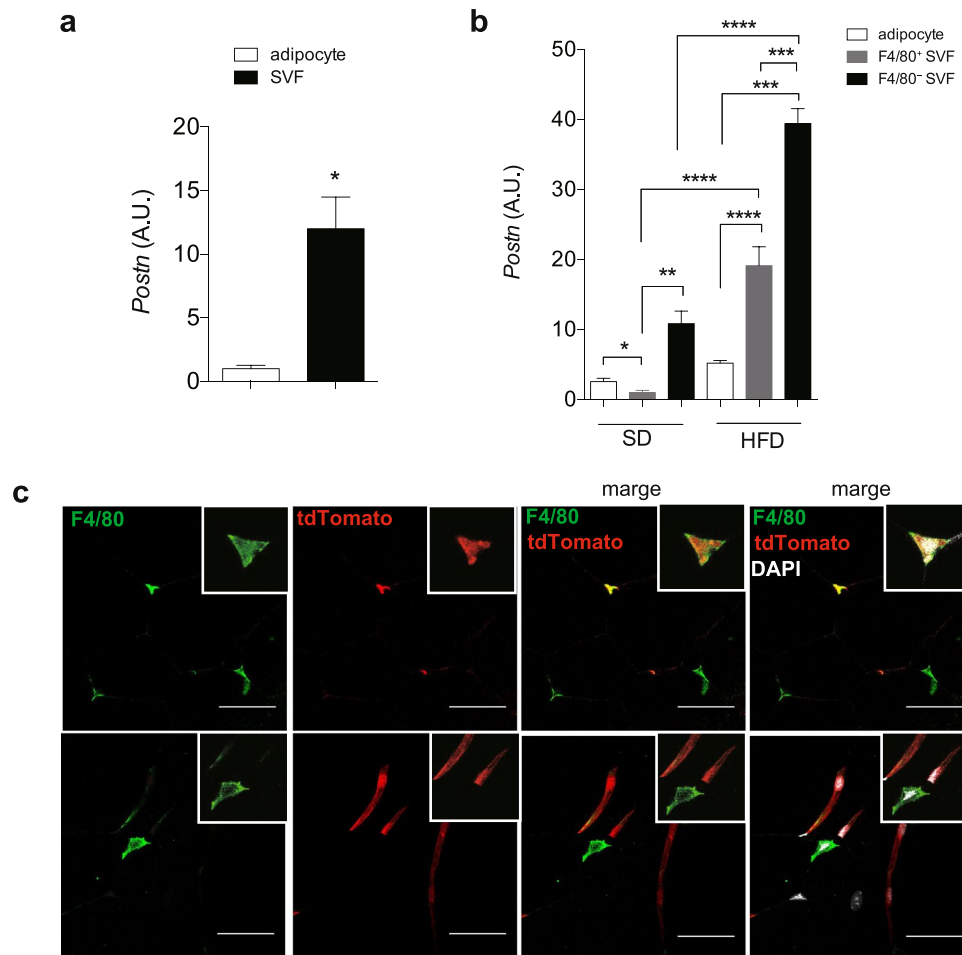 a
adipocyte
SVF
Postn (A.U.)
20
15
10
5
0
*
b
adipocyte
F4/80⁺ SVF
F4/80⁻ SVF
Postn (A.U.)
50
40
30
20
10
0
****
***
***
****
****
**
*
SD
HFD
c
marge
marge
F4/80
tdTomato
F4/80
tdTomato
F4/80
tdTomato
DAPI